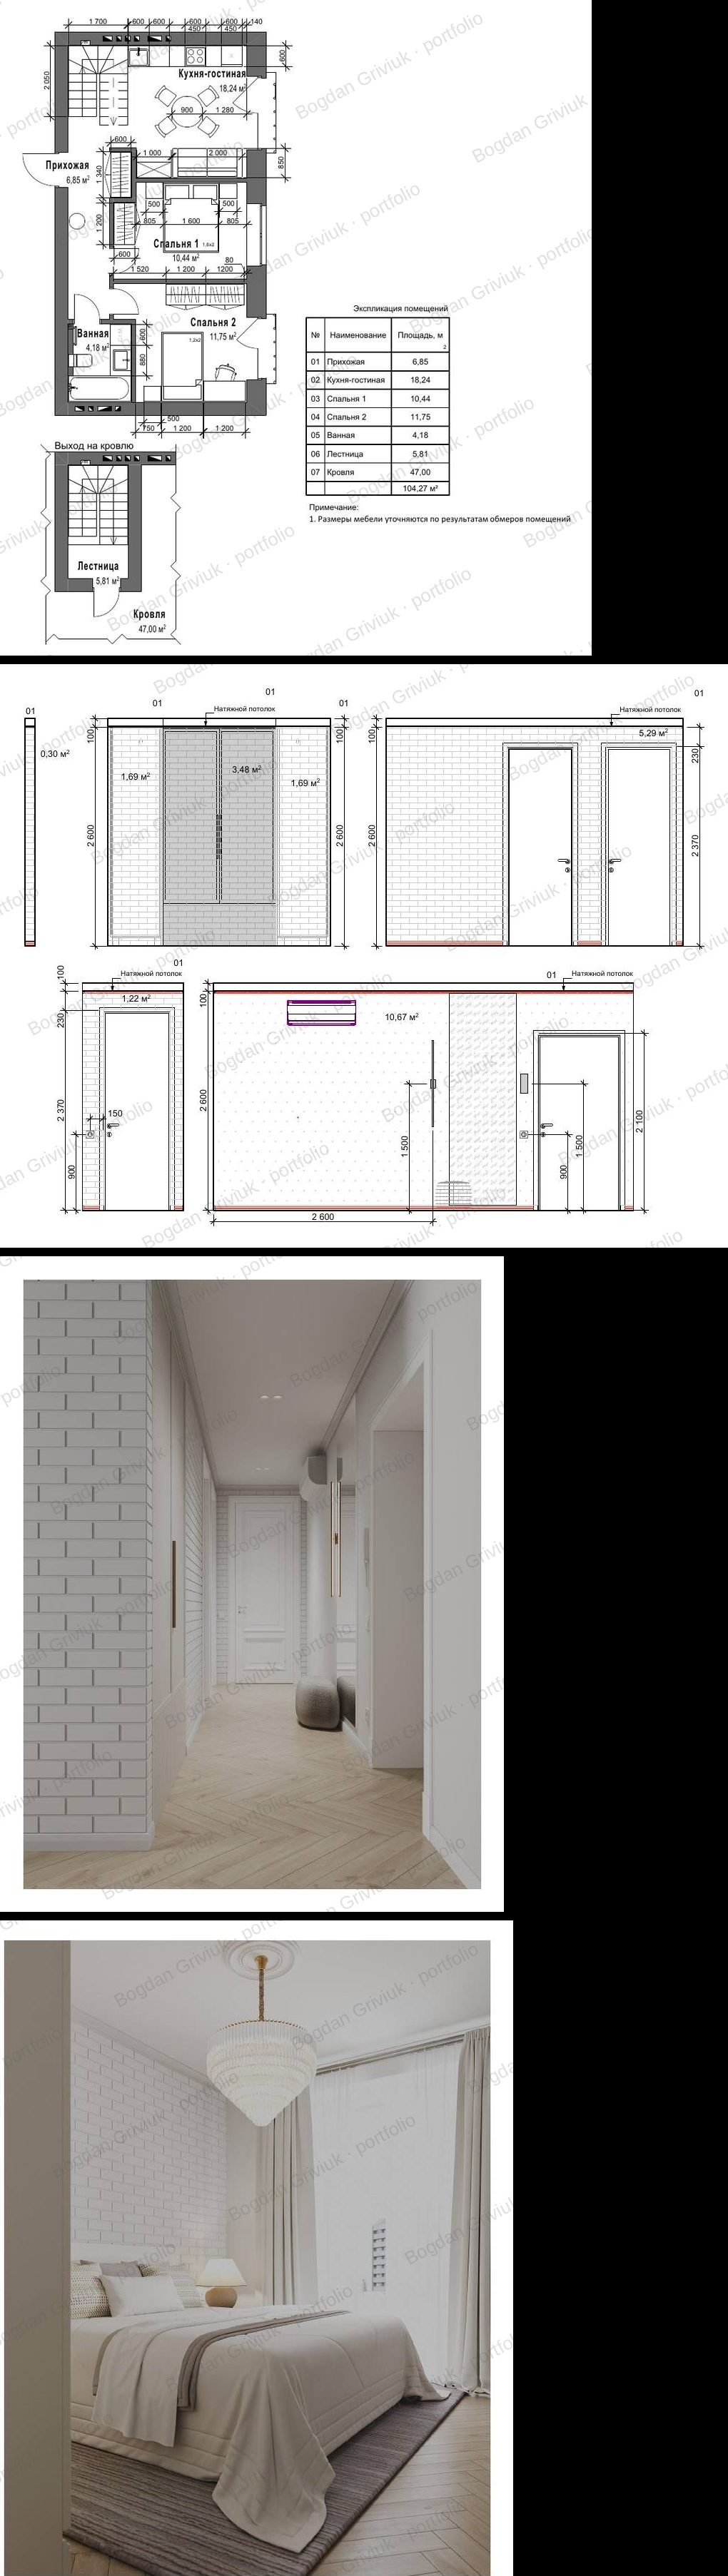 1 700
600
600
600
600
140
450
450
600
2 050
Кухня-гостиная
18,24 м²
900
1 280
600
1 000
2 000
850
Прихожая
6,85 м²
1 340
500
500
1 200
805
1 600
805
Спальня 1
1,6x2
10,44 м²
600
80
1 520
1 200
1200
Спальня 2
11,75 м²
1,2x2
Ванная
4,18 м²
600
880
500
750
1 200
1 200
Выход на кровлю
Лестница
5,81 м²
Кровля
47,00 м²
Экспликация помещений
№ Наименование Площадь, м 2
01 Прихожая 6,85
02 Кухня-гостиная 18,24
03 Спальня 1 10,44
04 Спальня 2 11,75
05 Ванная 4,18
06 Лестница 5,81
07 Кровля 47,00
104,27 м²
Примечание:
1. Размеры мебели уточняются по результатам обмеров помещений
01
0,30 м²
01
01
01
Натяжной потолок
100
100
1,69 м²
3,48 м²
1,69 м²
2 600
2 600
01
Натяжной потолок
100
5,29 м²
230
2 600
2 370
01
Натяжной потолок
100
1,22 м²
230
2 370
150
900
01
Натяжной потолок
100
10,67 м²
2 600
1 500
900
1 500
2 100
2 600
Bogdan Griviuk · portfolio